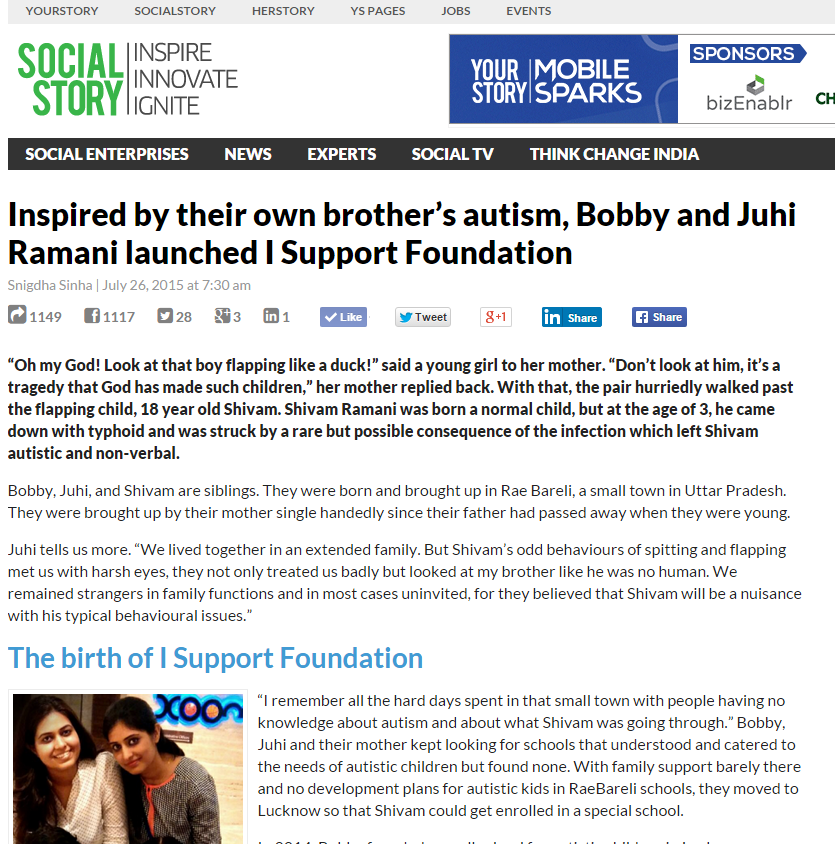 YOURSTORY SOCIALSTORY HERSTORY YS PAGES JOBS EVENTS
SOCIAL STORY
INSPIRE
INNOVATE
IGNITE
YOUR STORY
MOBILE SPARKS
SPONSORS
bizEnablr
CH
SOCIAL ENTERPRISES NEWS EXPERTS SOCIAL TV THINK CHANGE INDIA
Inspired by their own brother’s autism, Bobby and Juhi
Ramani launched I Support Foundation
Snigdha Sinha | July 26, 2015 at 7:30 am
1149 1117 28 3 1 Like Tweet g+1 in Share Share
“Oh my God! Look at that boy flapping like a duck!” said a young girl to her mother. “Don’t look at him, it’s a
tragedy that God has made such children,” her mother replied back. With that, the pair hurriedly walked past
the flapping child, 18 year old Shivam. Shivam Ramani was born a normal child, but at the age of 3, he came
down with typhoid and was struck by a rare but possible consequence of the infection which left Shivam
autistic and non-verbal.
Bobby, Juhi, and Shivam are siblings. They were born and brought up in Rae Bareli, a small town in Uttar Pradesh.
They were brought up by their mother single handedly since their father had passed away when they were young.
Juhi tells us more. “We lived together in an extended family. But Shivam’s odd behaviours of spitting and flapping
met us with harsh eyes, they not only treated us badly but looked at my brother like he was no human. We
remained strangers in family functions and in most cases uninvited, for they believed that Shivam will be a nuisance
with his typical behavioural issues.”
The birth of I Support Foundation
“I remember all the hard days spent in that small town with people having no
knowledge about autism and about what Shivam was going through.” Bobby,
Juhi and their mother kept looking for schools that understood and catered to
the needs of autistic children but found none. With family support barely there
and no development plans for autistic kids in RaeBareli schools, they moved to
Lucknow so that Shivam could get enrolled in a special school.